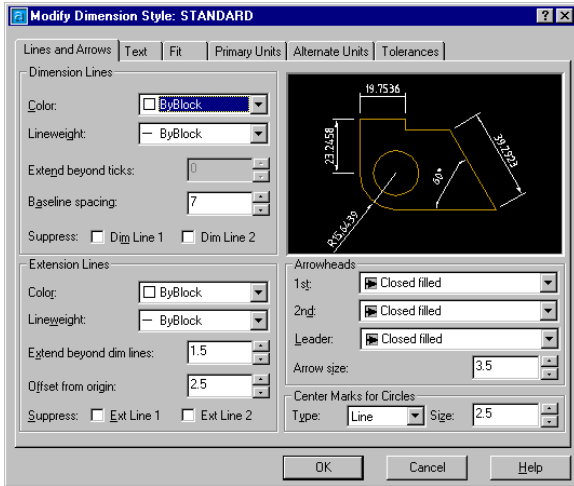 Modify Dimension Style: STANDARD
Lines and Arrows Text Fit Primary Units Alternate Units Tolerances
Dimension Lines
Color: ByBlock
Lineweight: ByBlock
Extend beyond ticks: 0
Baseline spacing: 7
Suppress: Dim Line 1 Dim Line 2
19.7536
23.2458
39.2923
60°
R15.6439
Extension Lines
Color: ByBlock
Lineweight: ByBlock
Extend beyond dim lines: 1.5
Offset from origin: 2.5
Suppress: Ext Line 1 Ext Line 2
Arrowheads
1st: Closed filled
2nd: Closed filled
Leader: Closed filled
Arrow size: 3.5
Center Marks for Circles
Type: Line Size: 2.5
OK Cancel Help